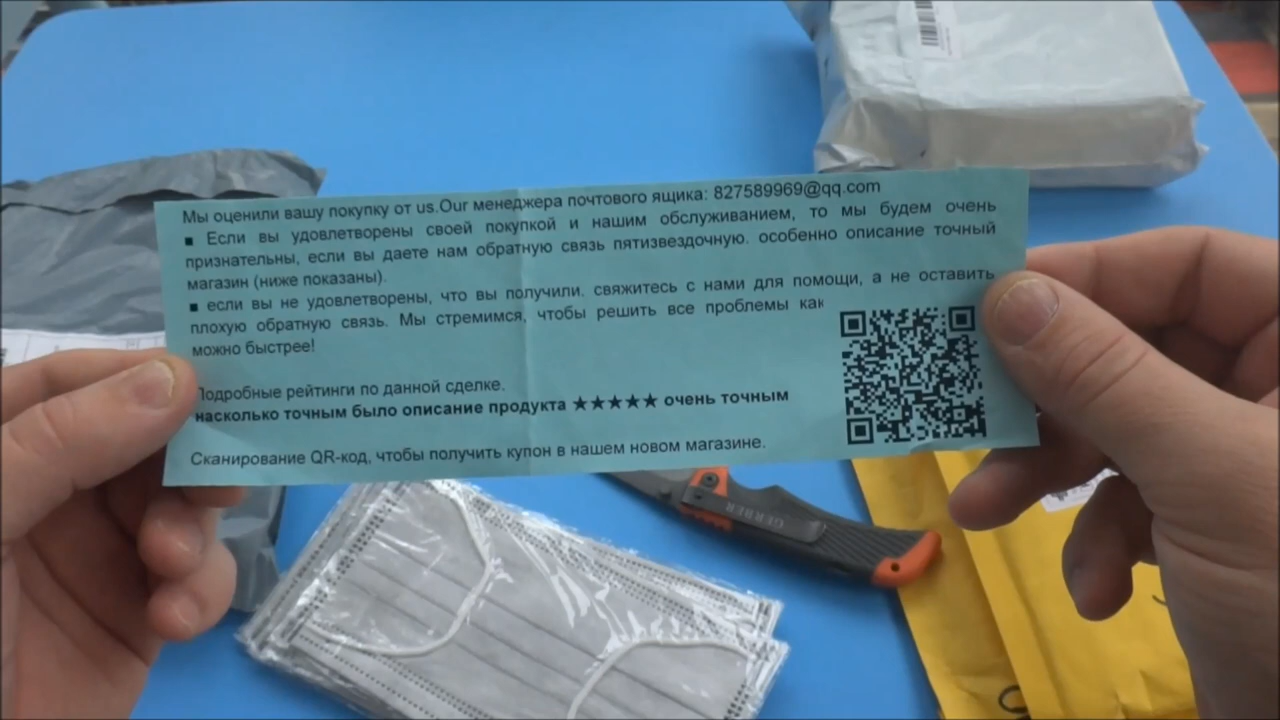 Мы оценили вашу покупку от us.Our менеджера почтового ящика: 827589969@qq.com
■ Если вы удовлетворены своей покупкой и нашим обслуживанием, то мы будем очень
признательны, если вы даете нам обратную связь пятизвездочную. особенно описание точный
магазин (ниже показаны).
■ если вы не удовлетворены, что вы получили. свяжитесь с нами для помощи, а не оставить
плохую обратную связь. Мы стремимся, чтобы решить все проблемы как
можно быстрее!
Подробные рейтинги по данной сделке.
насколько точным было описание продукта ★★★★★ очень точным
Сканирование QR-код, чтобы получить купон в нашем новом магазине.
GERBER